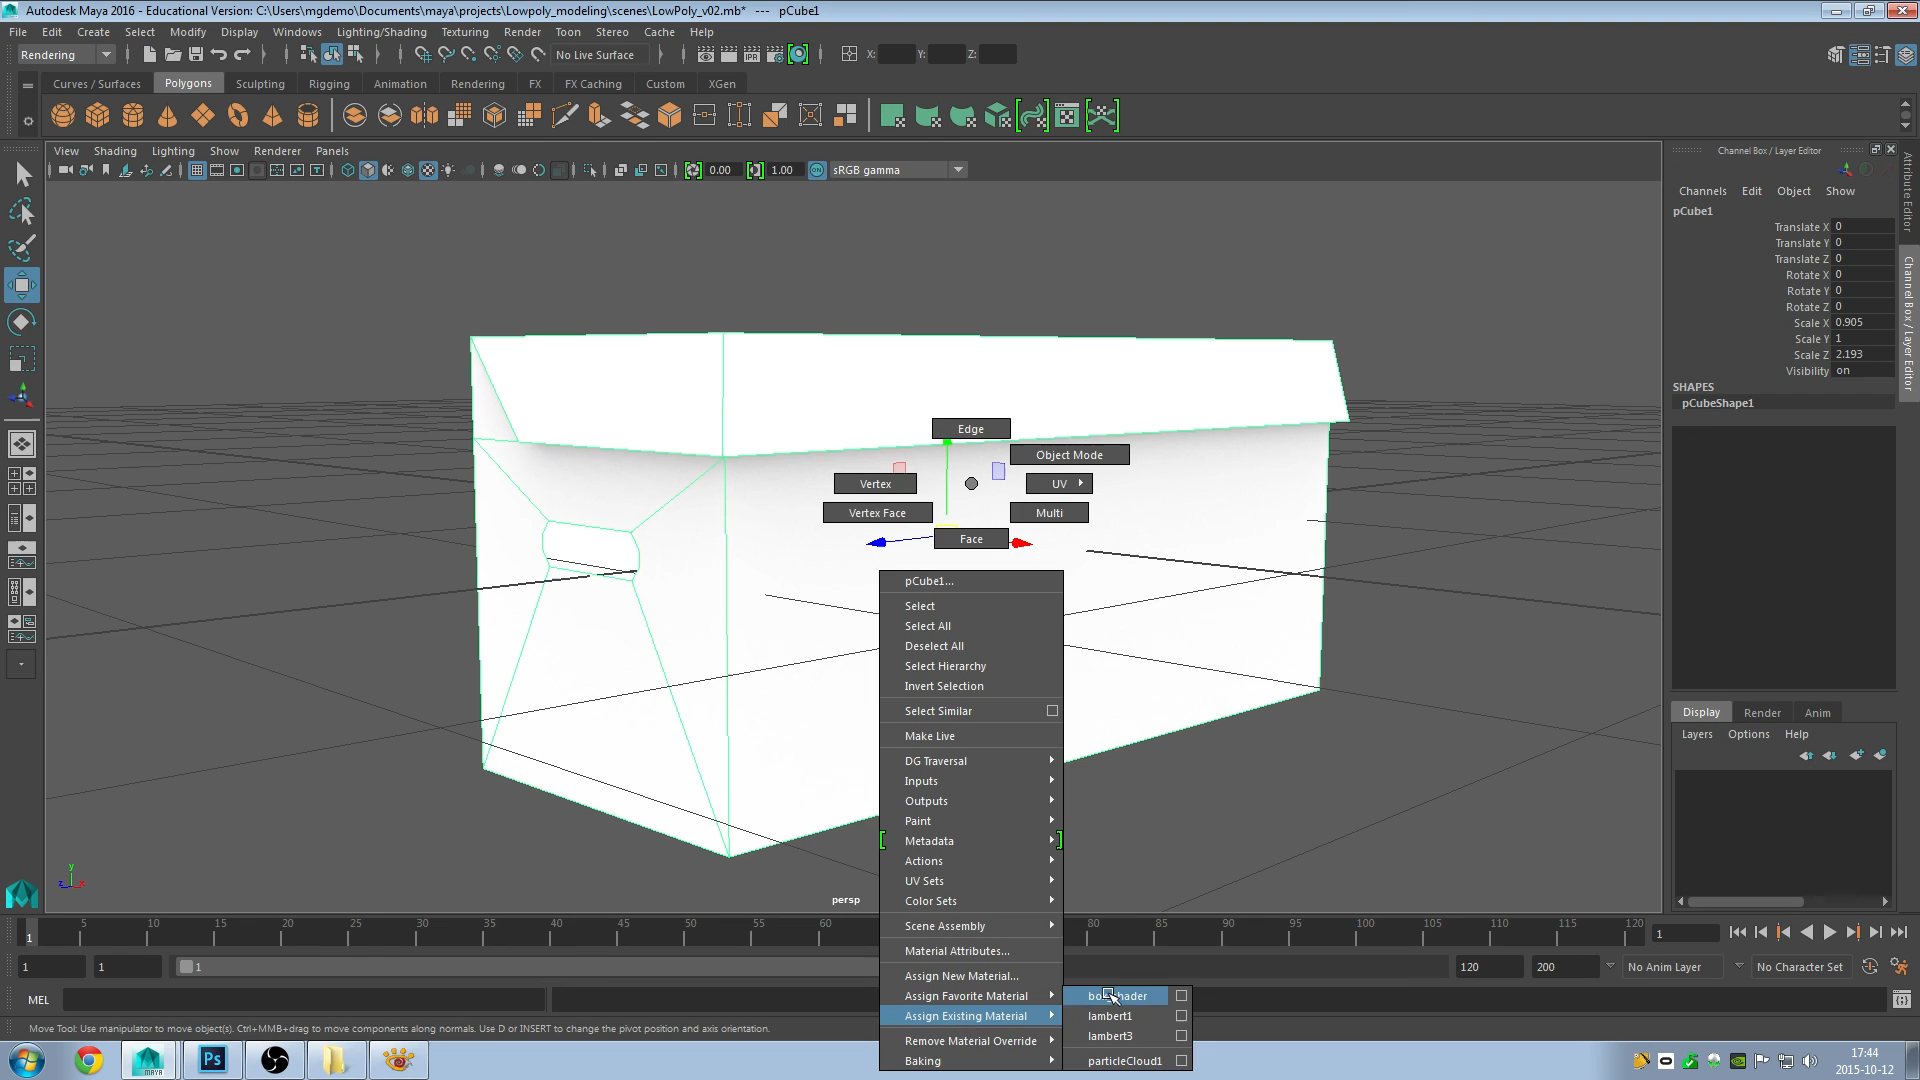 Autodesk Maya 2016 - Educational Version: C:\Users\mgdemo\Documents\maya\projects\Lowpoly_modeling\scenes\LowPoly_v02.mb* --- pCube1
File Edit Create Select Modify Display Windows Lighting/Shading Texturing Render Toon Stereo Cache Help
Rendering No Live Surface X: Y: Z:
Curves / Surfaces Polygons Sculpting Rigging Animation Rendering FX FX Caching Custom XGen
View Shading Lighting Show Renderer Panels
0.00 1.00 sRGB gamma
Channel Box / Layer Editor
Channels Edit Object Show
pCube1
Translate X 0
Translate Y 0
Translate Z 0
Rotate X 0
Rotate Y 0
Rotate Z 0
Scale X 0.905
Scale Y 1
Scale Z 2.193
Visibility on
SHAPES
pCubeShape1
Attribute Editor
Channel Box / Layer Editor
Edge
Object Mode
Vertex UV
Vertex Face Multi
Face
pCube1...
Select
Select All
Deselect All
Select Hierarchy
Invert Selection
Select Similar
Make Live
DG Traversal
Inputs
Outputs
Paint
Metadata
Actions
UV Sets
Color Sets
Scene Assembly
Material Attributes...
Assign New Material...
Assign Favorite Material
Assign Existing Material
Remove Material Override
Baking
lambert1
lambert3
particleCloud1
Display Render Anim
Layers Options Help
y
z x
persp
1 5 10 15 20 25 30 35 40 45 50 55 60 80 85 90 95 100 105 110 115 120
1
1 1 1 120 200 No Anim Layer No Character Set
MEL
Move Tool: Use manipulator to move object(s). Ctrl+MMB+drag to move components along normals. Use D or INSERT to change the pivot position and axis orientation.
MAYA
Ps
17:44
2015-10-12